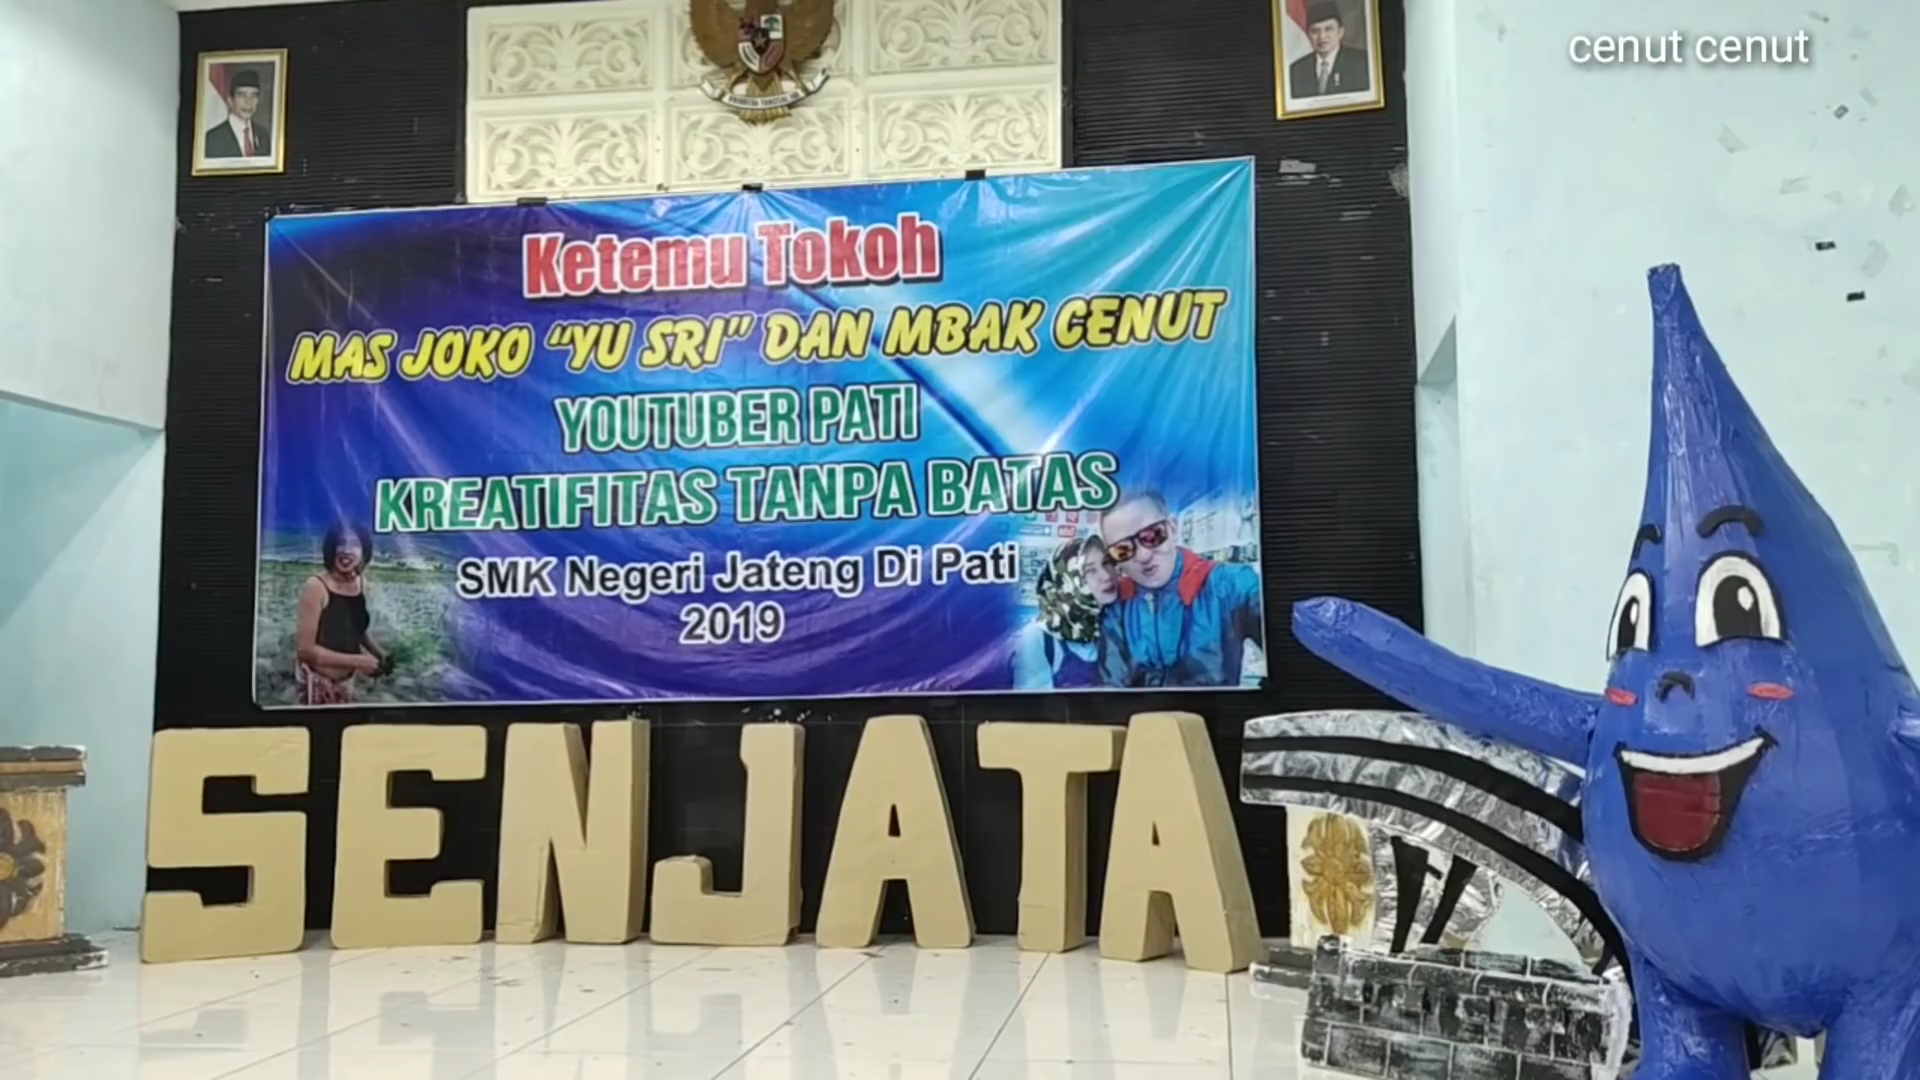 cenut cenut
Ketemu Tokoh
MAS JOKO “YU SRI” DAN MBAK CENUT
YOUTUBER PATI
KREATIFITAS TANPA BATAS
SMK Negeri Jateng Di Pati
2019
SENJATA